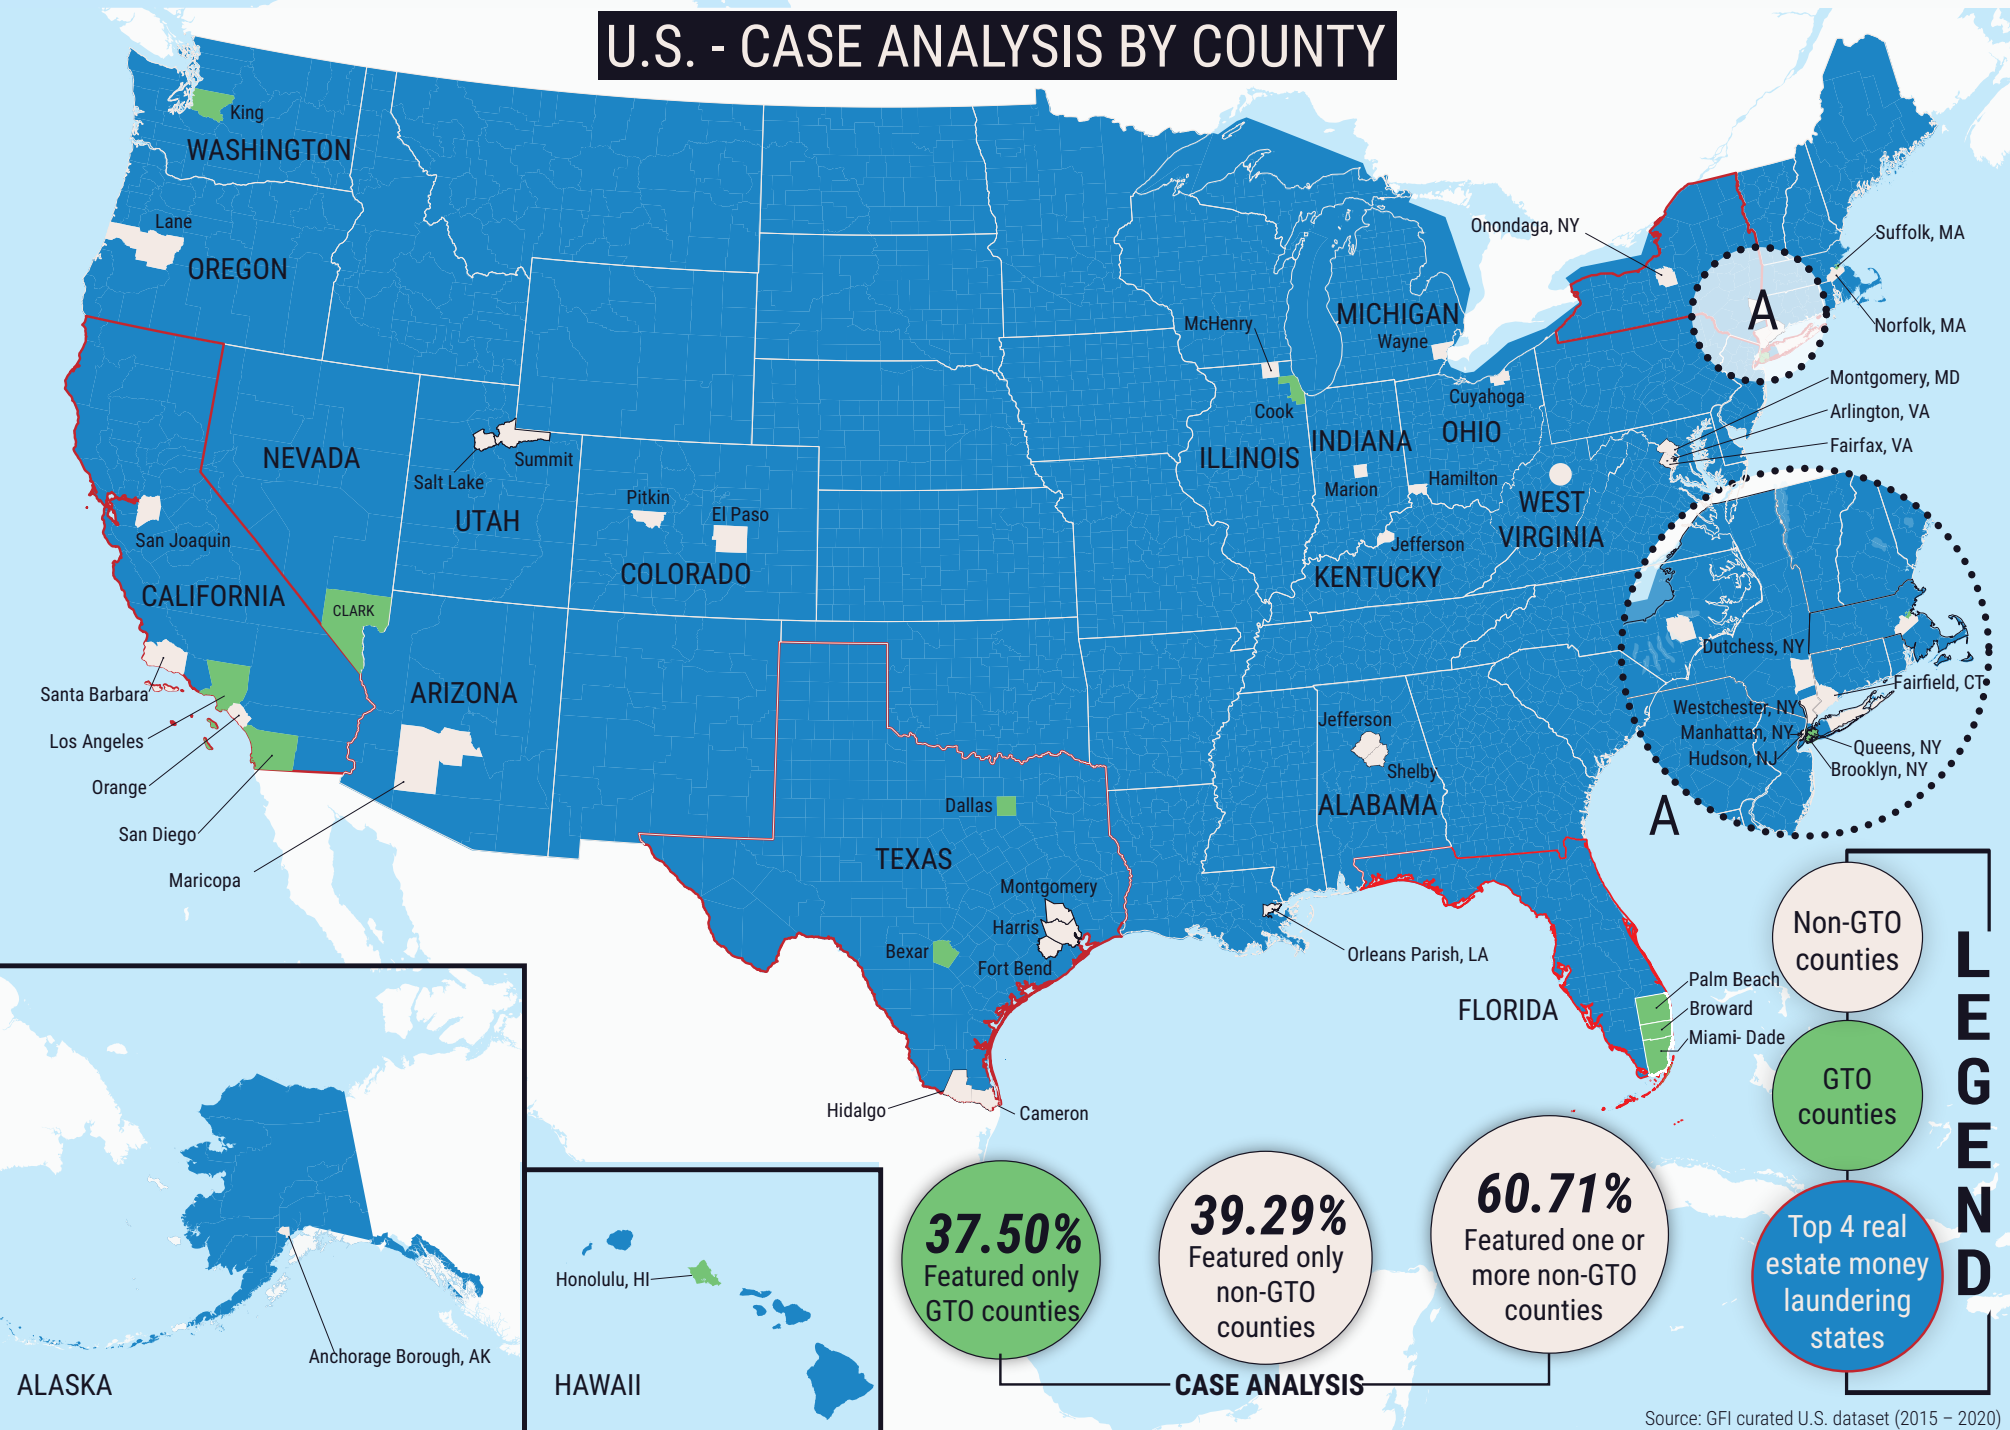 U.S. - CASE ANALYSIS BY COUNTY
King
WASHINGTON
Lane
OREGON
Onondaga, NY
Suffolk, MA
A
Norfolk, MA
MICHIGAN
McHenry
Wayne
Montgomery, MD
Cuyahoga
Cook
Arlington, VA
OHIO
INDIANA
Fairfax, VA
ILLINOIS
NEVADA
Summit
Salt Lake
Hamilton
Marion
Pitkin
El Paso
WEST
VIRGINIA
UTAH
San Joaquin
Jefferson
COLORADO
KENTUCKY
CALIFORNIA
CLARK
Dutchess, NY
Fairfield, CT
Santa Barbara
ARIZONA
Westchester, NY
Jefferson
Manhattan, NY
Los Angeles
Queens, NY
Hudson, NJ
Brooklyn, NY
Shelby
Orange
Dallas
ALABAMA
A
San Diego
TEXAS
Maricopa
Montgomery
Harris
Bexar
Orleans Parish, LA
Fort Bend
Palm Beach
FLORIDA
Broward
Miami- Dade
Hidalgo
Cameron
LEGEND
Non-GTO
counties
GTO
counties
Top 4 real
estate money
laundering
states
37.50%
Featured only
GTO counties
39.29%
Featured only
non-GTO
counties
60.71%
Featured one or
more non-GTO
counties
CASE ANALYSIS
Honolulu, HI
HAWAII
Anchorage Borough, AK
ALASKA
Source: GFI curated U.S. dataset (2015 – 2020)